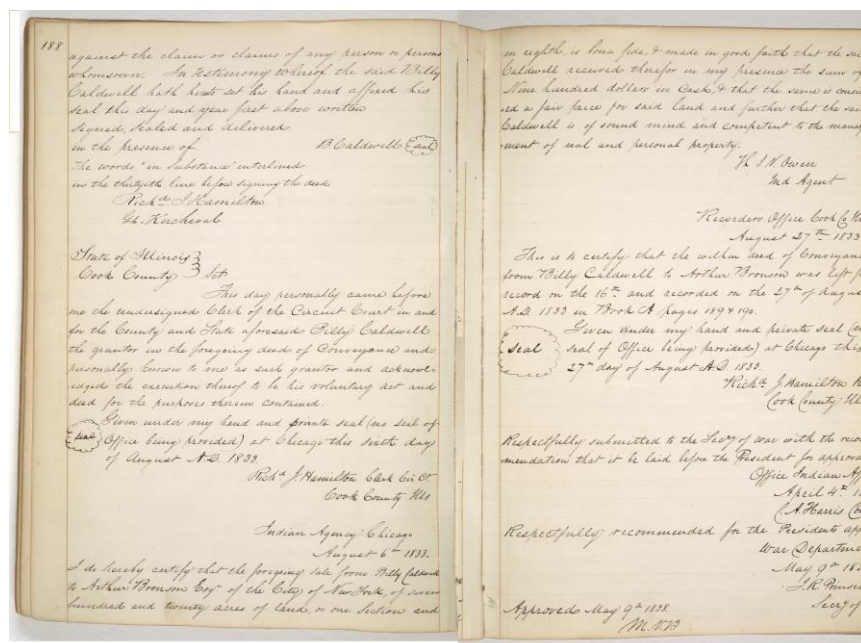 188
against the claim or claims of any person or persons
whomsoever. In testimony whereof the said Billy
Caldwell hath hereto set his hand and affixed his
seal this day and year first above written
signed, sealed and delivered
in the presence of B Caldwell seal
The words "in substance" interlined
in the thirtyeth line before signing the deed
Richd. J Hamilton
Gh. Kercheval
State of Illinois
Cook County Sct
This day personally came before
me the undersigned Clerk of the Circuit Court in and
for the County and State aforesaid Billy Caldwell
the grantor in the foregoing deed of Conveyance and
personally known to me as such grantor and acknowl-
edged the execution thereof to be his voluntary act and
deed for the purposes therein contained.
Given under my hand and private seal (no seal of
seal Office being provided) at Chicago this sixth day
of August A.D. 1833.
Richd. J. Hamilton Clerk Cir. Ct.
Cook County Ills
Indian Agency Chicago
August 6th 1833.
I do hereby certify that the foregoing sale from Billy Caldwell
to Arthur Bronson Esqr of the City of New York, of seven
hundred and twenty acres of land, or one Section and
an eighth, is bona fide, & made in good faith that the
Caldwell received therefor in my presence the sum
Nine hundred dollars in Cash, & that the same is
ed a fair price for said land and further that the
Caldwell is of sound mind and competent to the manage
ment of real and personal property.
Th. J. V. Owen
Ind Agent
Recorders Office Cook Co
August 27th 1833
This is to certify that the within deed of
from Billy Caldwell to Arthur Bronson was left
record on the 16th and recorded on the 27th of
A.D. 1833 in Book A pages 189 & 190.
Given under my hand and private seal
seal seal of Office being provided) at Chicago this
27th day of August A.D. 1833.
Richd. J. Hamilton
Cook County
Respectfully submitted to the Secy of war with the
mendation that it be laid before the President for
Office Indian
April 4th
C. A. Harris
Respectfully recommended for the Presidents
War
May 9th
J. R.
Secy of
Approved May 9th 1838.
M. V. B